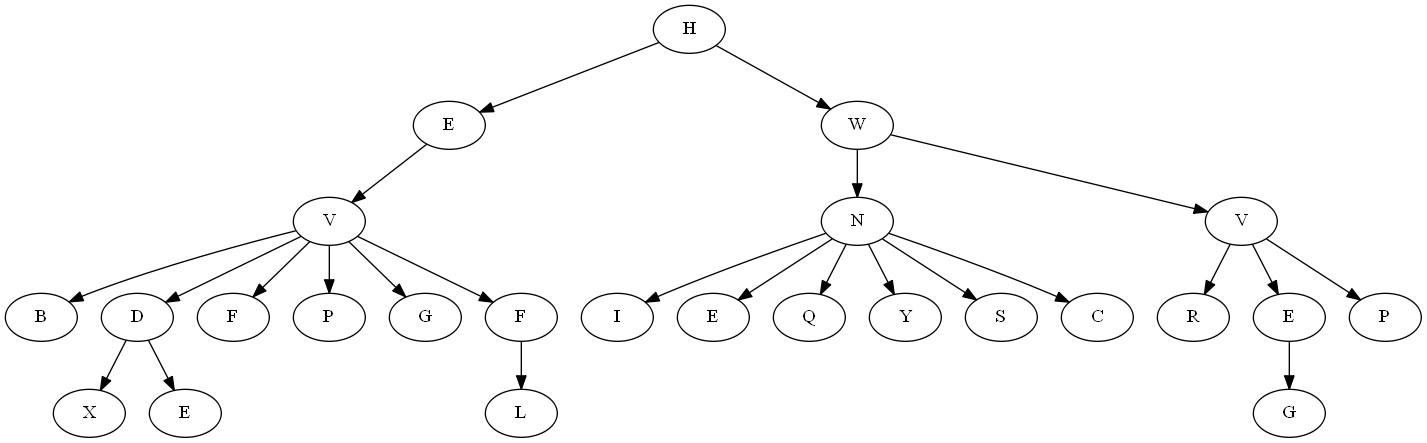 H
E W
V N V
B D F P G F I E Q Y S C R E P
X E L G